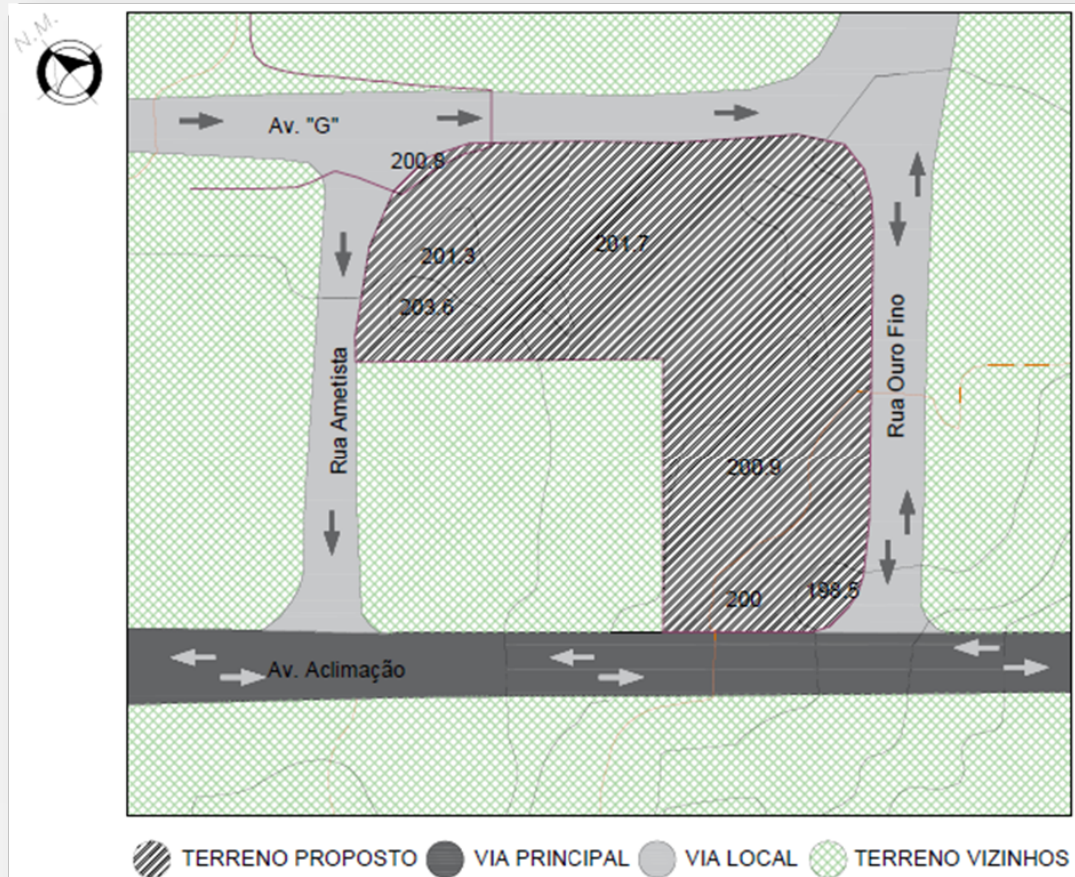 N.M.
Av. "G"
200.8
201.3
201.7
203.6
Rua Ametista
Rua Ouro Fino
200.9
200
198.5
Av. Aclimação
TERRENO PROPOSTO
VIA PRINCIPAL
VIA LOCAL
TERRENO VIZINHOS